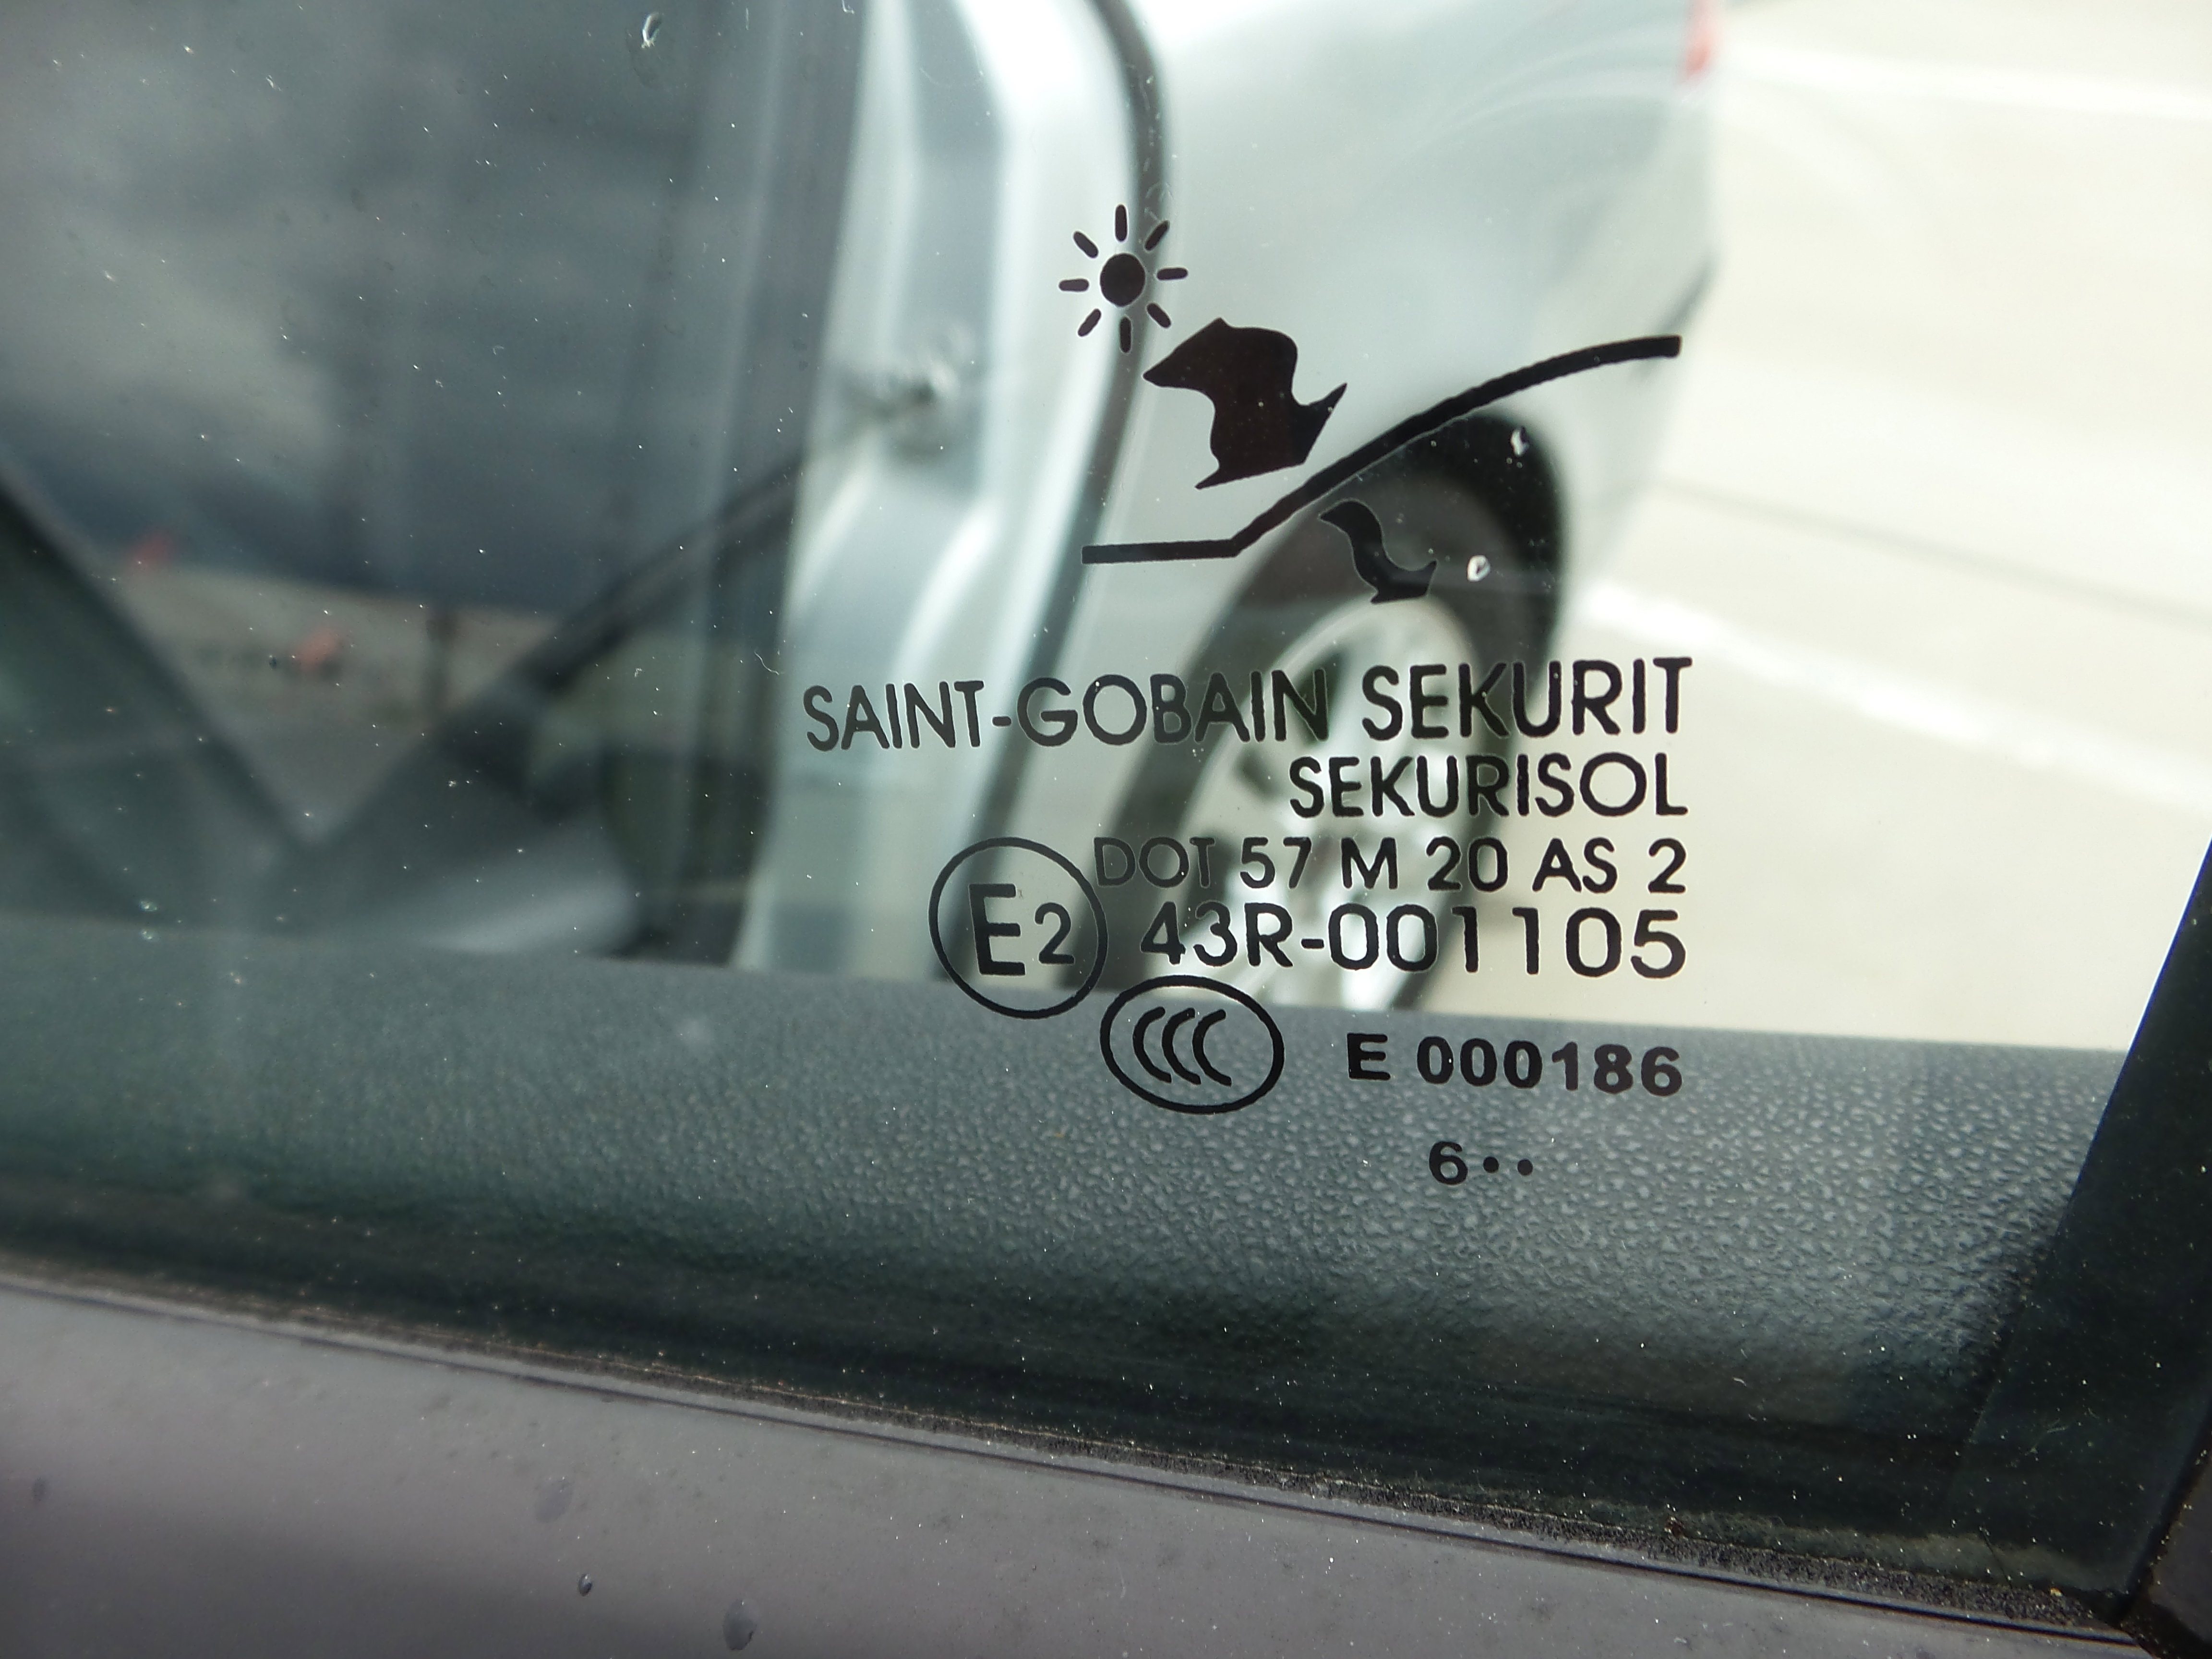 SAINT-GOBAIN SEKURIT
SEKURISOL
DOT 57 M 20 AS 2
E2 43R-001105
CCC E 000186
6••